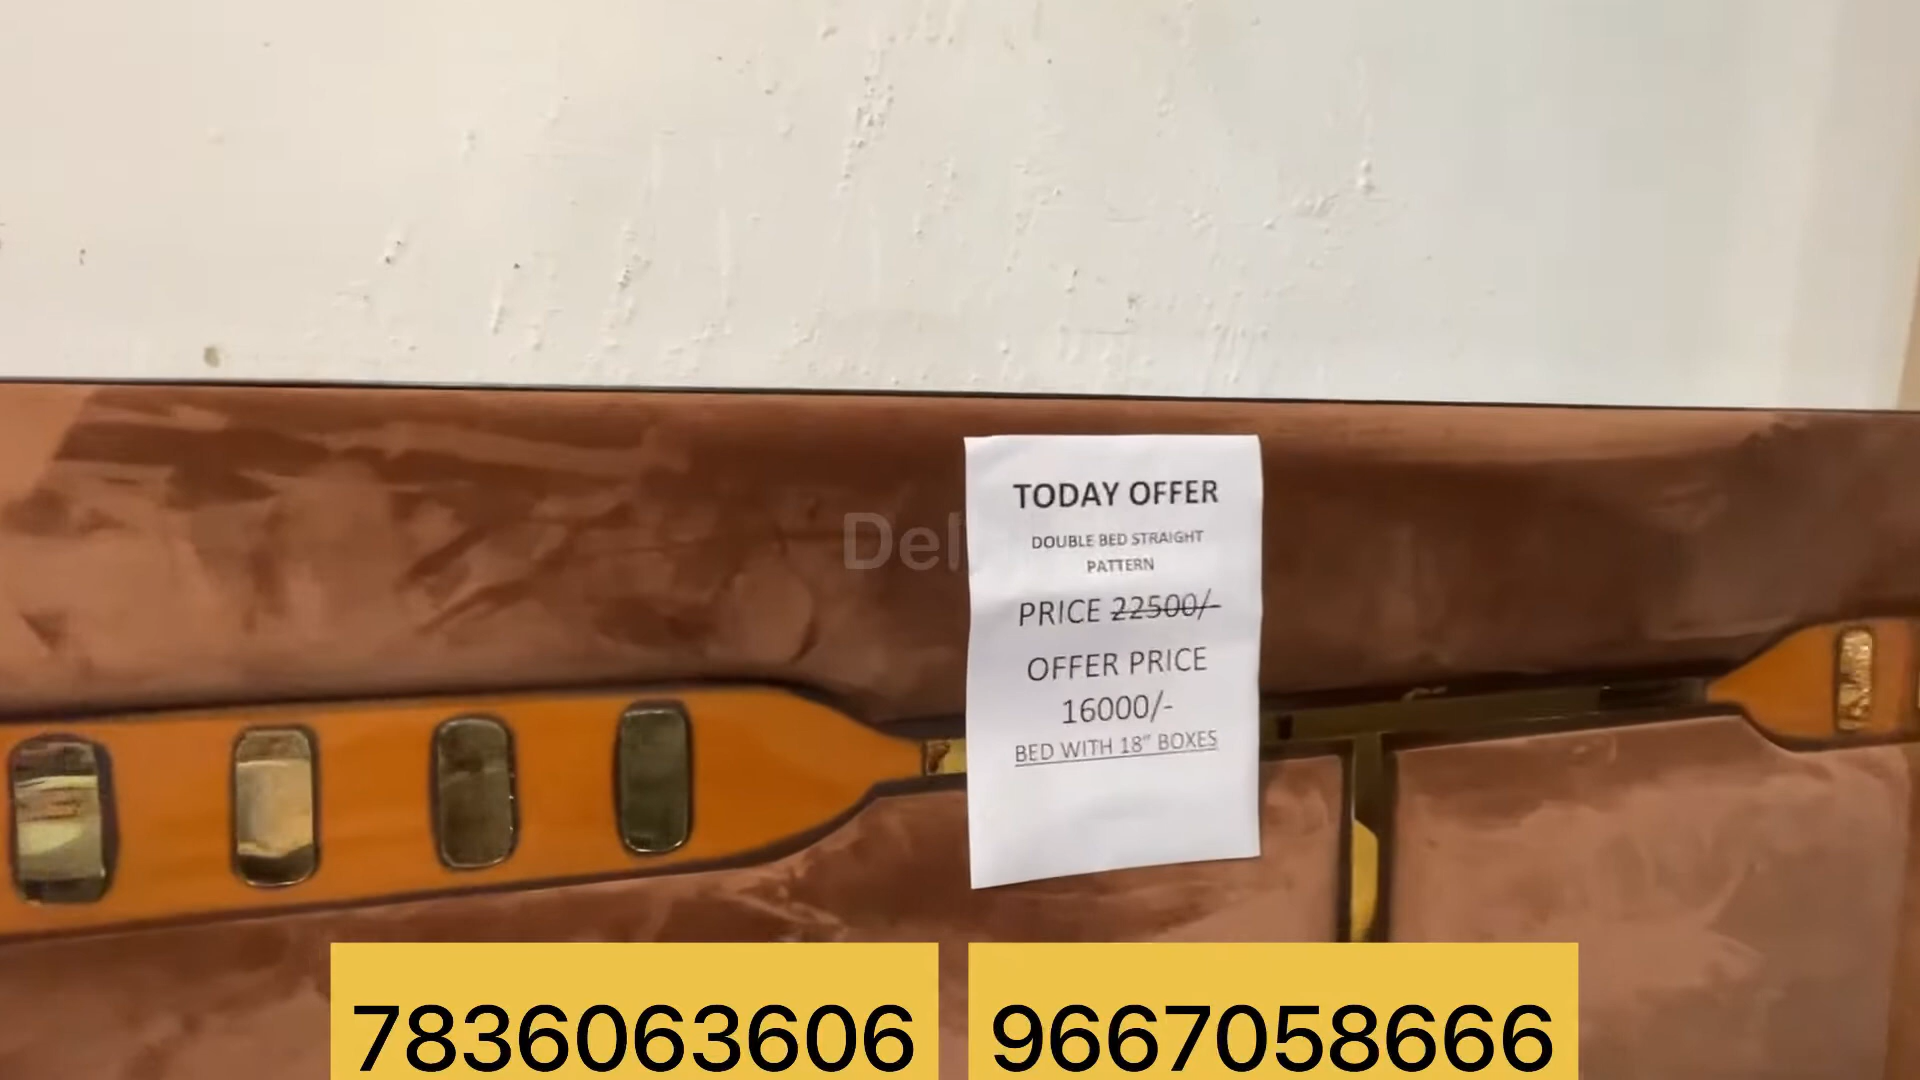 TODAY OFFER
DOUBLE BED STRAIGHT
PATTERN
PRICE 22500/-
OFFER PRICE
16000/-
BED WITH 18" BOXES
7836063606
9667058666